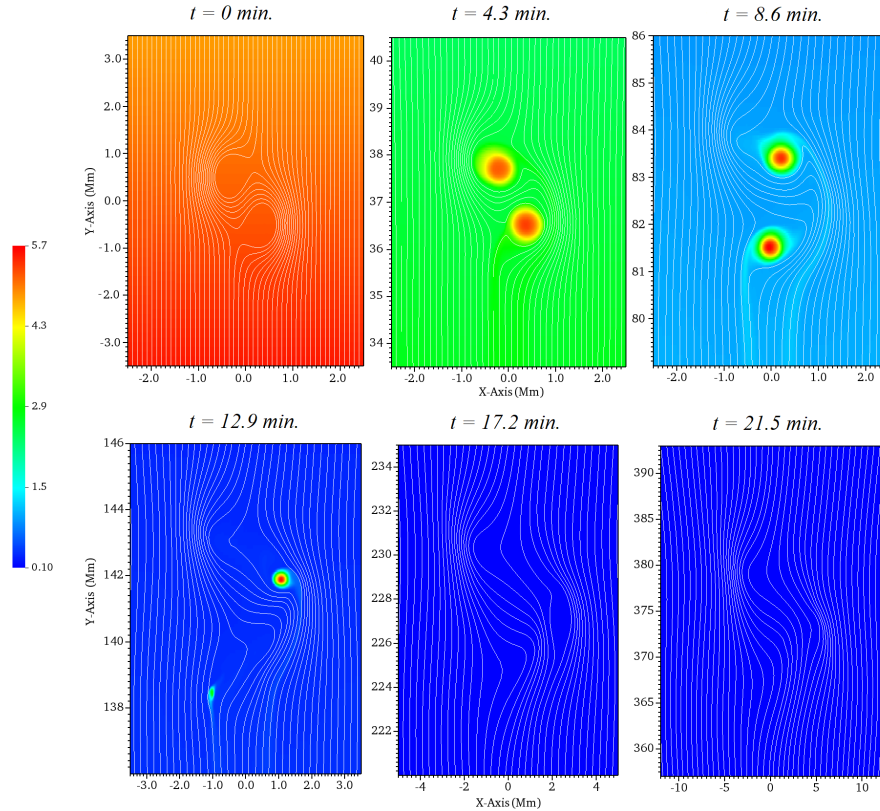 t = 0 min.
t = 4.3 min.
t = 8.6 min.
3.0
2.0
1.0
0.0
-1.0
-2.0
-3.0
Y-Axis (Mm)
-2.0 -1.0 0.0 1.0 2.0
40
39
38
37
36
35
34
-2.0 -1.0 0.0 1.0 2.0
X-Axis (Mm)
86
85
84
83
82
81
80
-2.0 -1.0 0.0 1.0 2.0
5.7
4.3
2.9
1.5
0.10
t = 12.9 min.
t = 17.2 min.
t = 21.5 min.
146
144
142
140
138
Y-Axis (Mm)
-3.0 -2.0 -1.0 0.0 1.0 2.0 3.0
234
232
230
228
226
224
222
-4 -2 0 2 4
X-Axis (Mm)
390
385
380
375
370
365
360
-10 -5 0 5 10